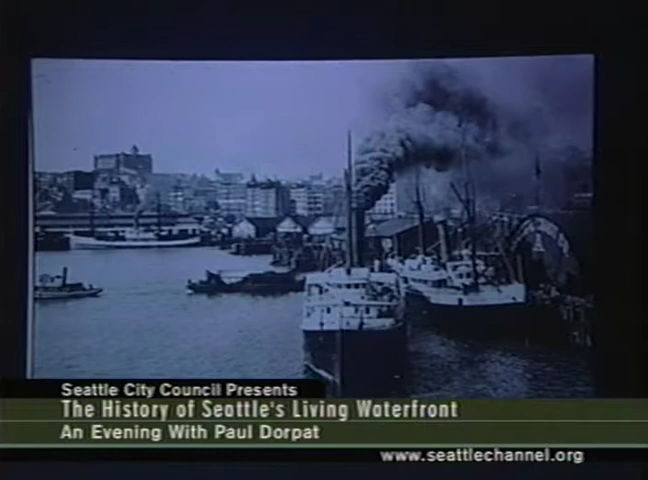 Seattle City Council Presents
The History of Seattle's Living Waterfront
An Evening With Paul Dorpat
www.seattlechannel.org